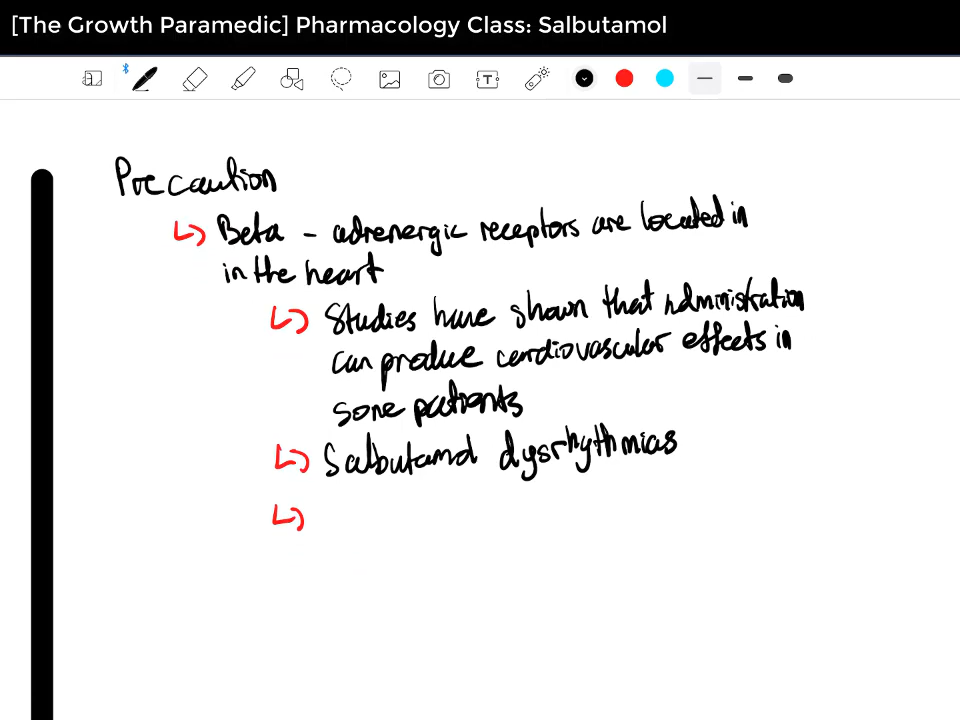 [The Growth Paramedic] Pharmacology Class: Salbutamol
Precaution
Beta - adrenergic receptors are located in
in the heart
Studies have shown that administration
can produce cardiovascular effects in
some patients
Salbutamol dysrhythmias